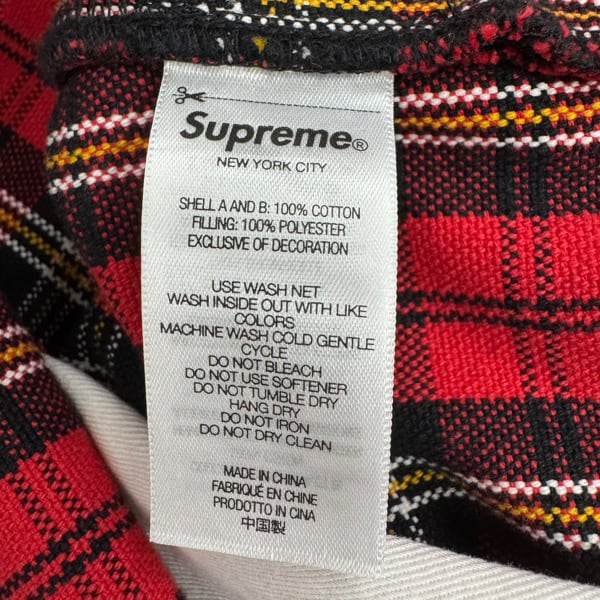 Supreme®
NEW YORK CITY
SHELL A AND B: 100% COTTON
FILLING: 100% POLYESTER
EXCLUSIVE OF DECORATION
USE WASH NET
WASH INSIDE OUT WITH LIKE
COLORS
MACHINE WASH COLD GENTLE
CYCLE
DO NOT BLEACH
DO NOT USE SOFTENER
DO NOT TUMBLE DRY
HANG DRY
DO NOT IRON
DO NOT DRY CLEAN
MADE IN CHINA
FABRIQUÉ EN CHINE
PRODOTTO IN CINA
中国製